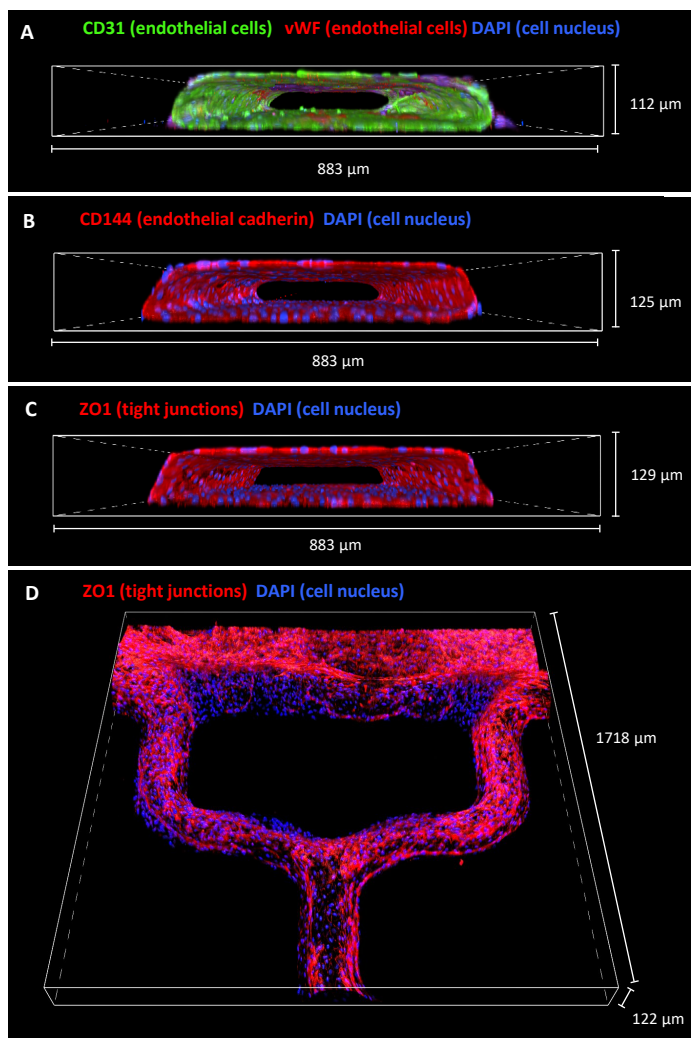 A CD31 (endothelial cells) vWF (endothelial cells) DAPI (cell nucleus)
112 µm
883 µm
B CD144 (endothelial cadherin) DAPI (cell nucleus)
125 µm
883 µm
C ZO1 (tight junctions) DAPI (cell nucleus)
129 µm
883 µm
D ZO1 (tight junctions) DAPI (cell nucleus)
1718 µm
122 µm